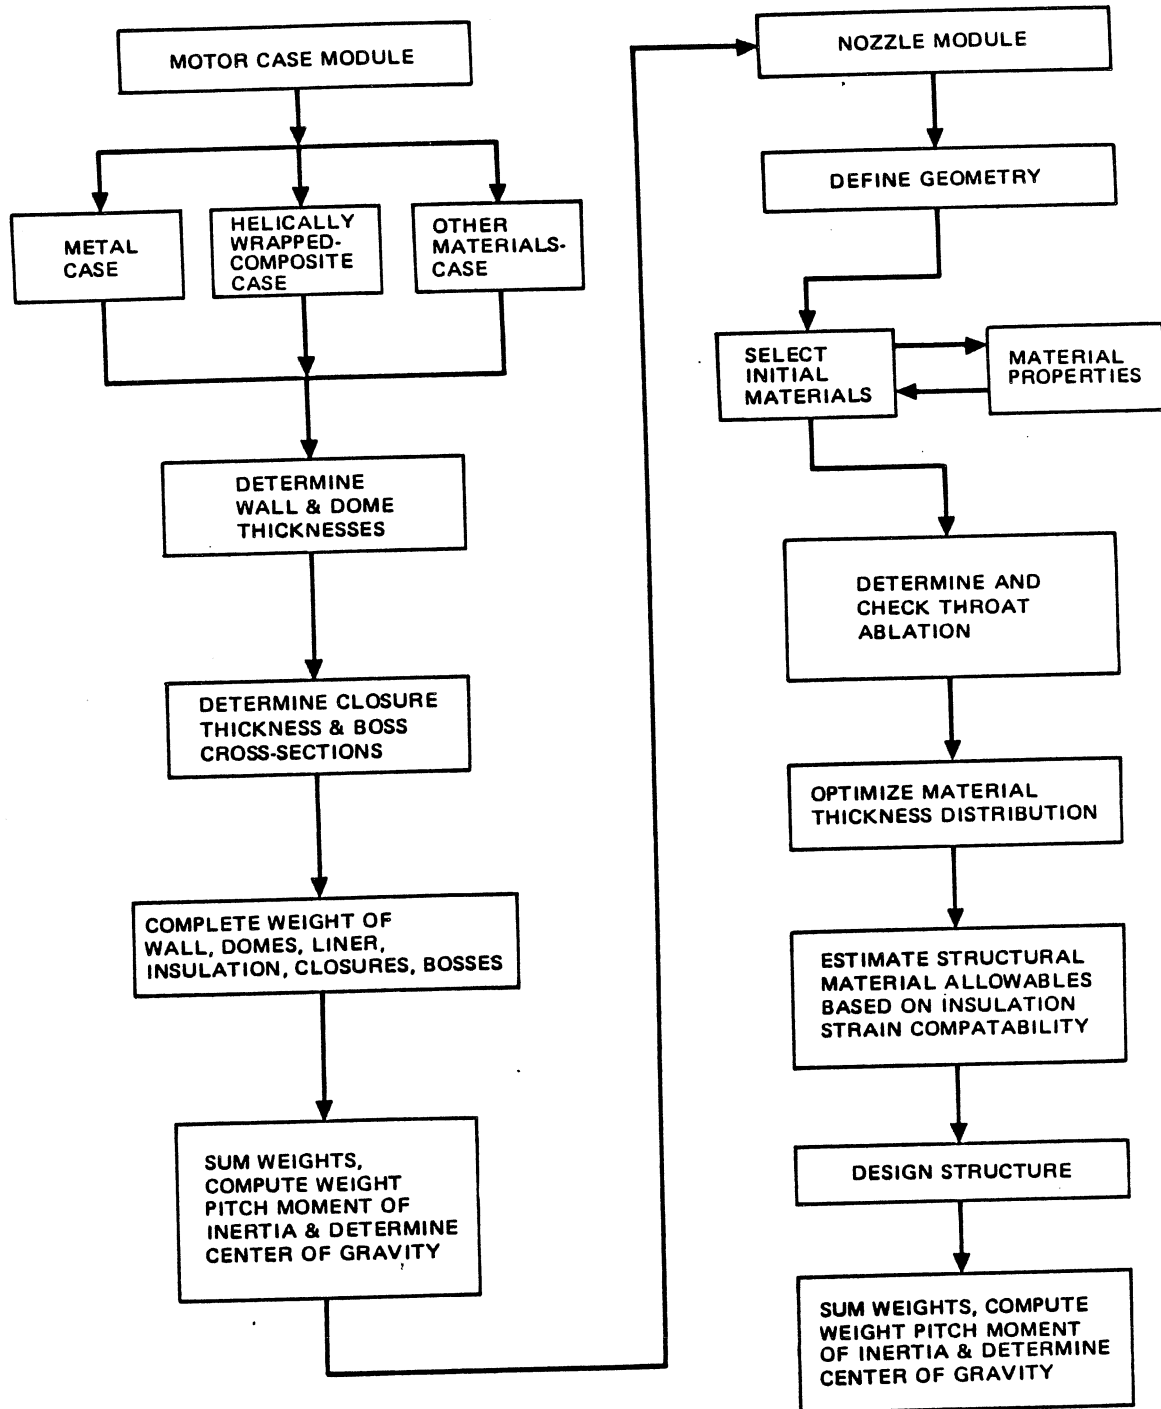 MOTOR CASE MODULE
METAL
CASE
HELICALLY
WRAPPED-
COMPOSITE
CASE
OTHER
MATERIALS-
CASE
DETERMINE
WALL & DOME
THICKNESSES
DETERMINE CLOSURE
THICKNESS & BOSS
CROSS-SECTIONS
COMPLETE WEIGHT OF
WALL, DOMES, LINER,
INSULATION, CLOSURES, BOSSES
SUM WEIGHTS,
COMPUTE WEIGHT
PITCH MOMENT OF
INERTIA & DETERMINE
CENTER OF GRAVITY
NOZZLE MODULE
DEFINE GEOMETRY
SELECT
INITIAL
MATERIALS
MATERIAL
PROPERTIES
DETERMINE AND
CHECK THROAT
ABLATION
OPTIMIZE MATERIAL
THICKNESS DISTRIBUTION
ESTIMATE STRUCTURAL
MATERIAL ALLOWABLES
BASED ON INSULATION
STRAIN COMPATABILITY
DESIGN STRUCTURE
SUM WEIGHTS, COMPUTE
WEIGHT PITCH MOMENT
OF INERTIA & DETERMINE
CENTER OF GRAVITY